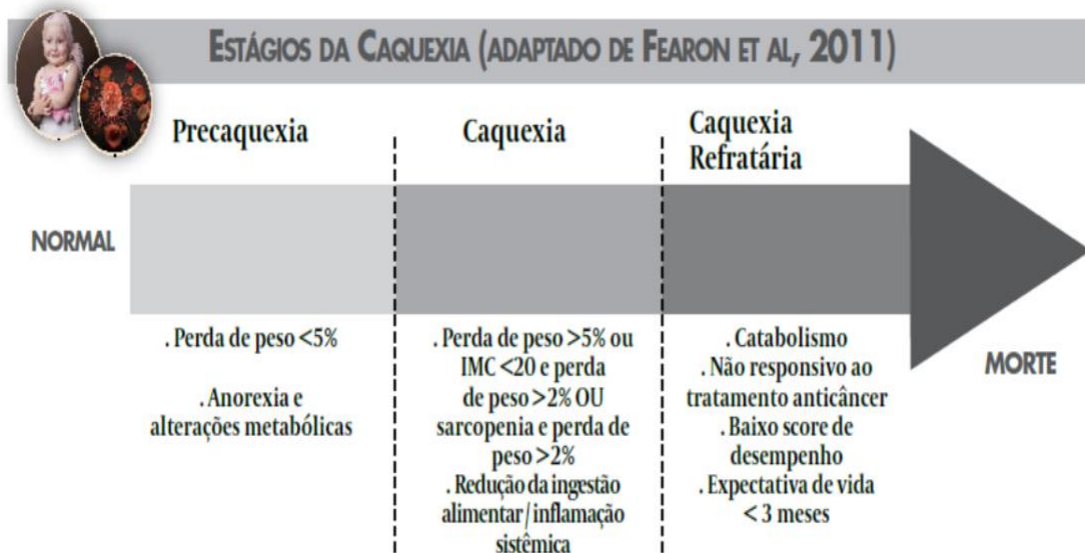 ESTÁGIOS DA CAQUEXIA (ADAPTADO DE FEARON ET AL, 2011)
Precaquexia
Caquexia
Caquexia
Refratária
NORMAL
. Perda de peso <5%
. Anorexia e
alterações metabólicas
. Perda de peso >5% ou
IMC <20 e perda
de peso >2% OU
sarcopenia e perda de
peso >2%
. Redução da ingestão
alimentar / inflamação
sistêmica
. Catabolismo
. Não responsivo ao
tratamento anticâncer
. Baixo score de
desempenho
. Expectativa de vida
< 3 meses
MORTE